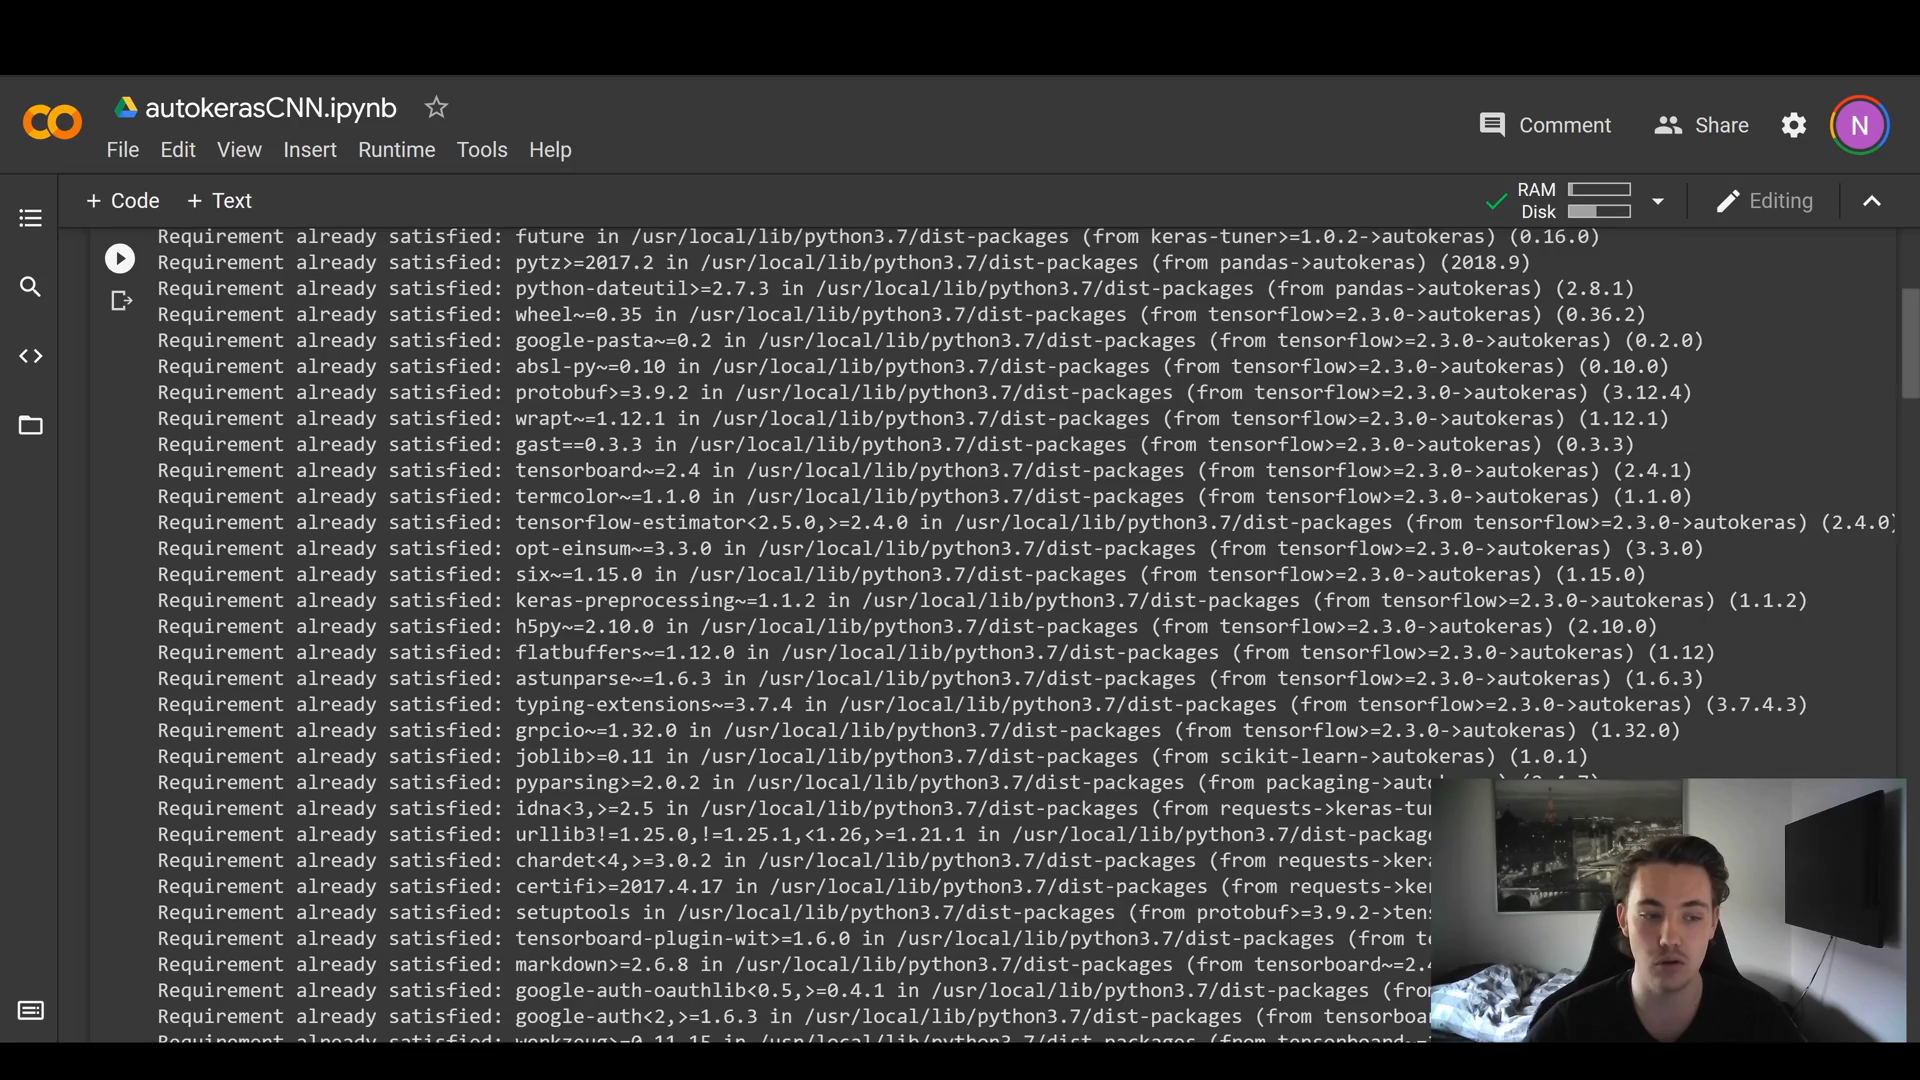 autokerasCNN.ipynb
Comment
Share
N
File Edit View Insert Runtime Tools Help
+ Code + Text
RAM
Disk
Editing
Requirement already satisfied: future in /usr/local/lib/python3.7/dist-packages (from keras-tuner>=1.0.2->autokeras) (0.16.0)
Requirement already satisfied: pytz>=2017.2 in /usr/local/lib/python3.7/dist-packages (from pandas->autokeras) (2018.9)
Requirement already satisfied: python-dateutil>=2.7.3 in /usr/local/lib/python3.7/dist-packages (from pandas->autokeras) (2.8.1)
Requirement already satisfied: wheel~=0.35 in /usr/local/lib/python3.7/dist-packages (from tensorflow>=2.3.0->autokeras) (0.36.2)
Requirement already satisfied: google-pasta~=0.2 in /usr/local/lib/python3.7/dist-packages (from tensorflow>=2.3.0->autokeras) (0.2.0)
Requirement already satisfied: absl-py~=0.10 in /usr/local/lib/python3.7/dist-packages (from tensorflow>=2.3.0->autokeras) (0.10.0)
Requirement already satisfied: protobuf>=3.9.2 in /usr/local/lib/python3.7/dist-packages (from tensorflow>=2.3.0->autokeras) (3.12.4)
Requirement already satisfied: wrapt~=1.12.1 in /usr/local/lib/python3.7/dist-packages (from tensorflow>=2.3.0->autokeras) (1.12.1)
Requirement already satisfied: gast==0.3.3 in /usr/local/lib/python3.7/dist-packages (from tensorflow>=2.3.0->autokeras) (0.3.3)
Requirement already satisfied: tensorboard~=2.4 in /usr/local/lib/python3.7/dist-packages (from tensorflow>=2.3.0->autokeras) (2.4.1)
Requirement already satisfied: termcolor~=1.1.0 in /usr/local/lib/python3.7/dist-packages (from tensorflow>=2.3.0->autokeras) (1.1.0)
Requirement already satisfied: tensorflow-estimator<2.5.0,>=2.4.0 in /usr/local/lib/python3.7/dist-packages (from tensorflow>=2.3.0->autokeras) (2.4.0)
Requirement already satisfied: opt-einsum~=3.3.0 in /usr/local/lib/python3.7/dist-packages (from tensorflow>=2.3.0->autokeras) (3.3.0)
Requirement already satisfied: six~=1.15.0 in /usr/local/lib/python3.7/dist-packages (from tensorflow>=2.3.0->autokeras) (1.15.0)
Requirement already satisfied: keras-preprocessing~=1.1.2 in /usr/local/lib/python3.7/dist-packages (from tensorflow>=2.3.0->autokeras) (1.1.2)
Requirement already satisfied: h5py~=2.10.0 in /usr/local/lib/python3.7/dist-packages (from tensorflow>=2.3.0->autokeras) (2.10.0)
Requirement already satisfied: flatbuffers~=1.12.0 in /usr/local/lib/python3.7/dist-packages (from tensorflow>=2.3.0->autokeras) (1.12)
Requirement already satisfied: astunparse~=1.6.3 in /usr/local/lib/python3.7/dist-packages (from tensorflow>=2.3.0->autokeras) (1.6.3)
Requirement already satisfied: typing-extensions~=3.7.4 in /usr/local/lib/python3.7/dist-packages (from tensorflow>=2.3.0->autokeras) (3.7.4.3)
Requirement already satisfied: grpcio~=1.32.0 in /usr/local/lib/python3.7/dist-packages (from tensorflow>=2.3.0->autokeras) (1.32.0)
Requirement already satisfied: joblib>=0.11 in /usr/local/lib/python3.7/dist-packages (from scikit-learn->autokeras) (1.0.1)
Requirement already satisfied: pyparsing>=2.0.2 in /usr/local/lib/python3.7/dist-packages (from packaging->auto
Requirement already satisfied: idna<3,>=2.5 in /usr/local/lib/python3.7/dist-packages (from requests->keras-tu
Requirement already satisfied: urllib3!=1.25.0,!=1.25.1,<1.26,>=1.21.1 in /usr/local/lib/python3.7/dist-package
Requirement already satisfied: chardet<4,>=3.0.2 in /usr/local/lib/python3.7/dist-packages (from requests->kera
Requirement already satisfied: certifi>=2017.4.17 in /usr/local/lib/python3.7/dist-packages (from requests->ker
Requirement already satisfied: setuptools in /usr/local/lib/python3.7/dist-packages (from protobuf>=3.9.2->tens
Requirement already satisfied: tensorboard-plugin-wit>=1.6.0 in /usr/local/lib/python3.7/dist-packages (from t
Requirement already satisfied: markdown>=2.6.8 in /usr/local/lib/python3.7/dist-packages (from tensorboard~=2.4
Requirement already satisfied: google-auth-oauthlib<0.5,>=0.4.1 in /usr/local/lib/python3.7/dist-packages (fro
Requirement already satisfied: google-auth<2,>=1.6.3 in /usr/local/lib/python3.7/dist-packages (from tensorboa
Requirement already satisfied: werkzeug>=0.11.15 in /usr/local/lib/python3.7/dist-packages (from tensorboard~=